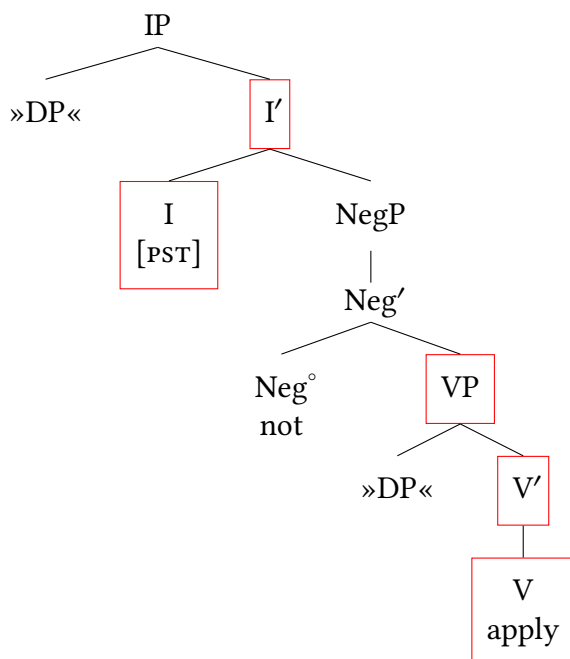 IP
»DP« I′
I NegP
[PST]
Neg′
Neg° VP
not
»DP« V′
V
apply